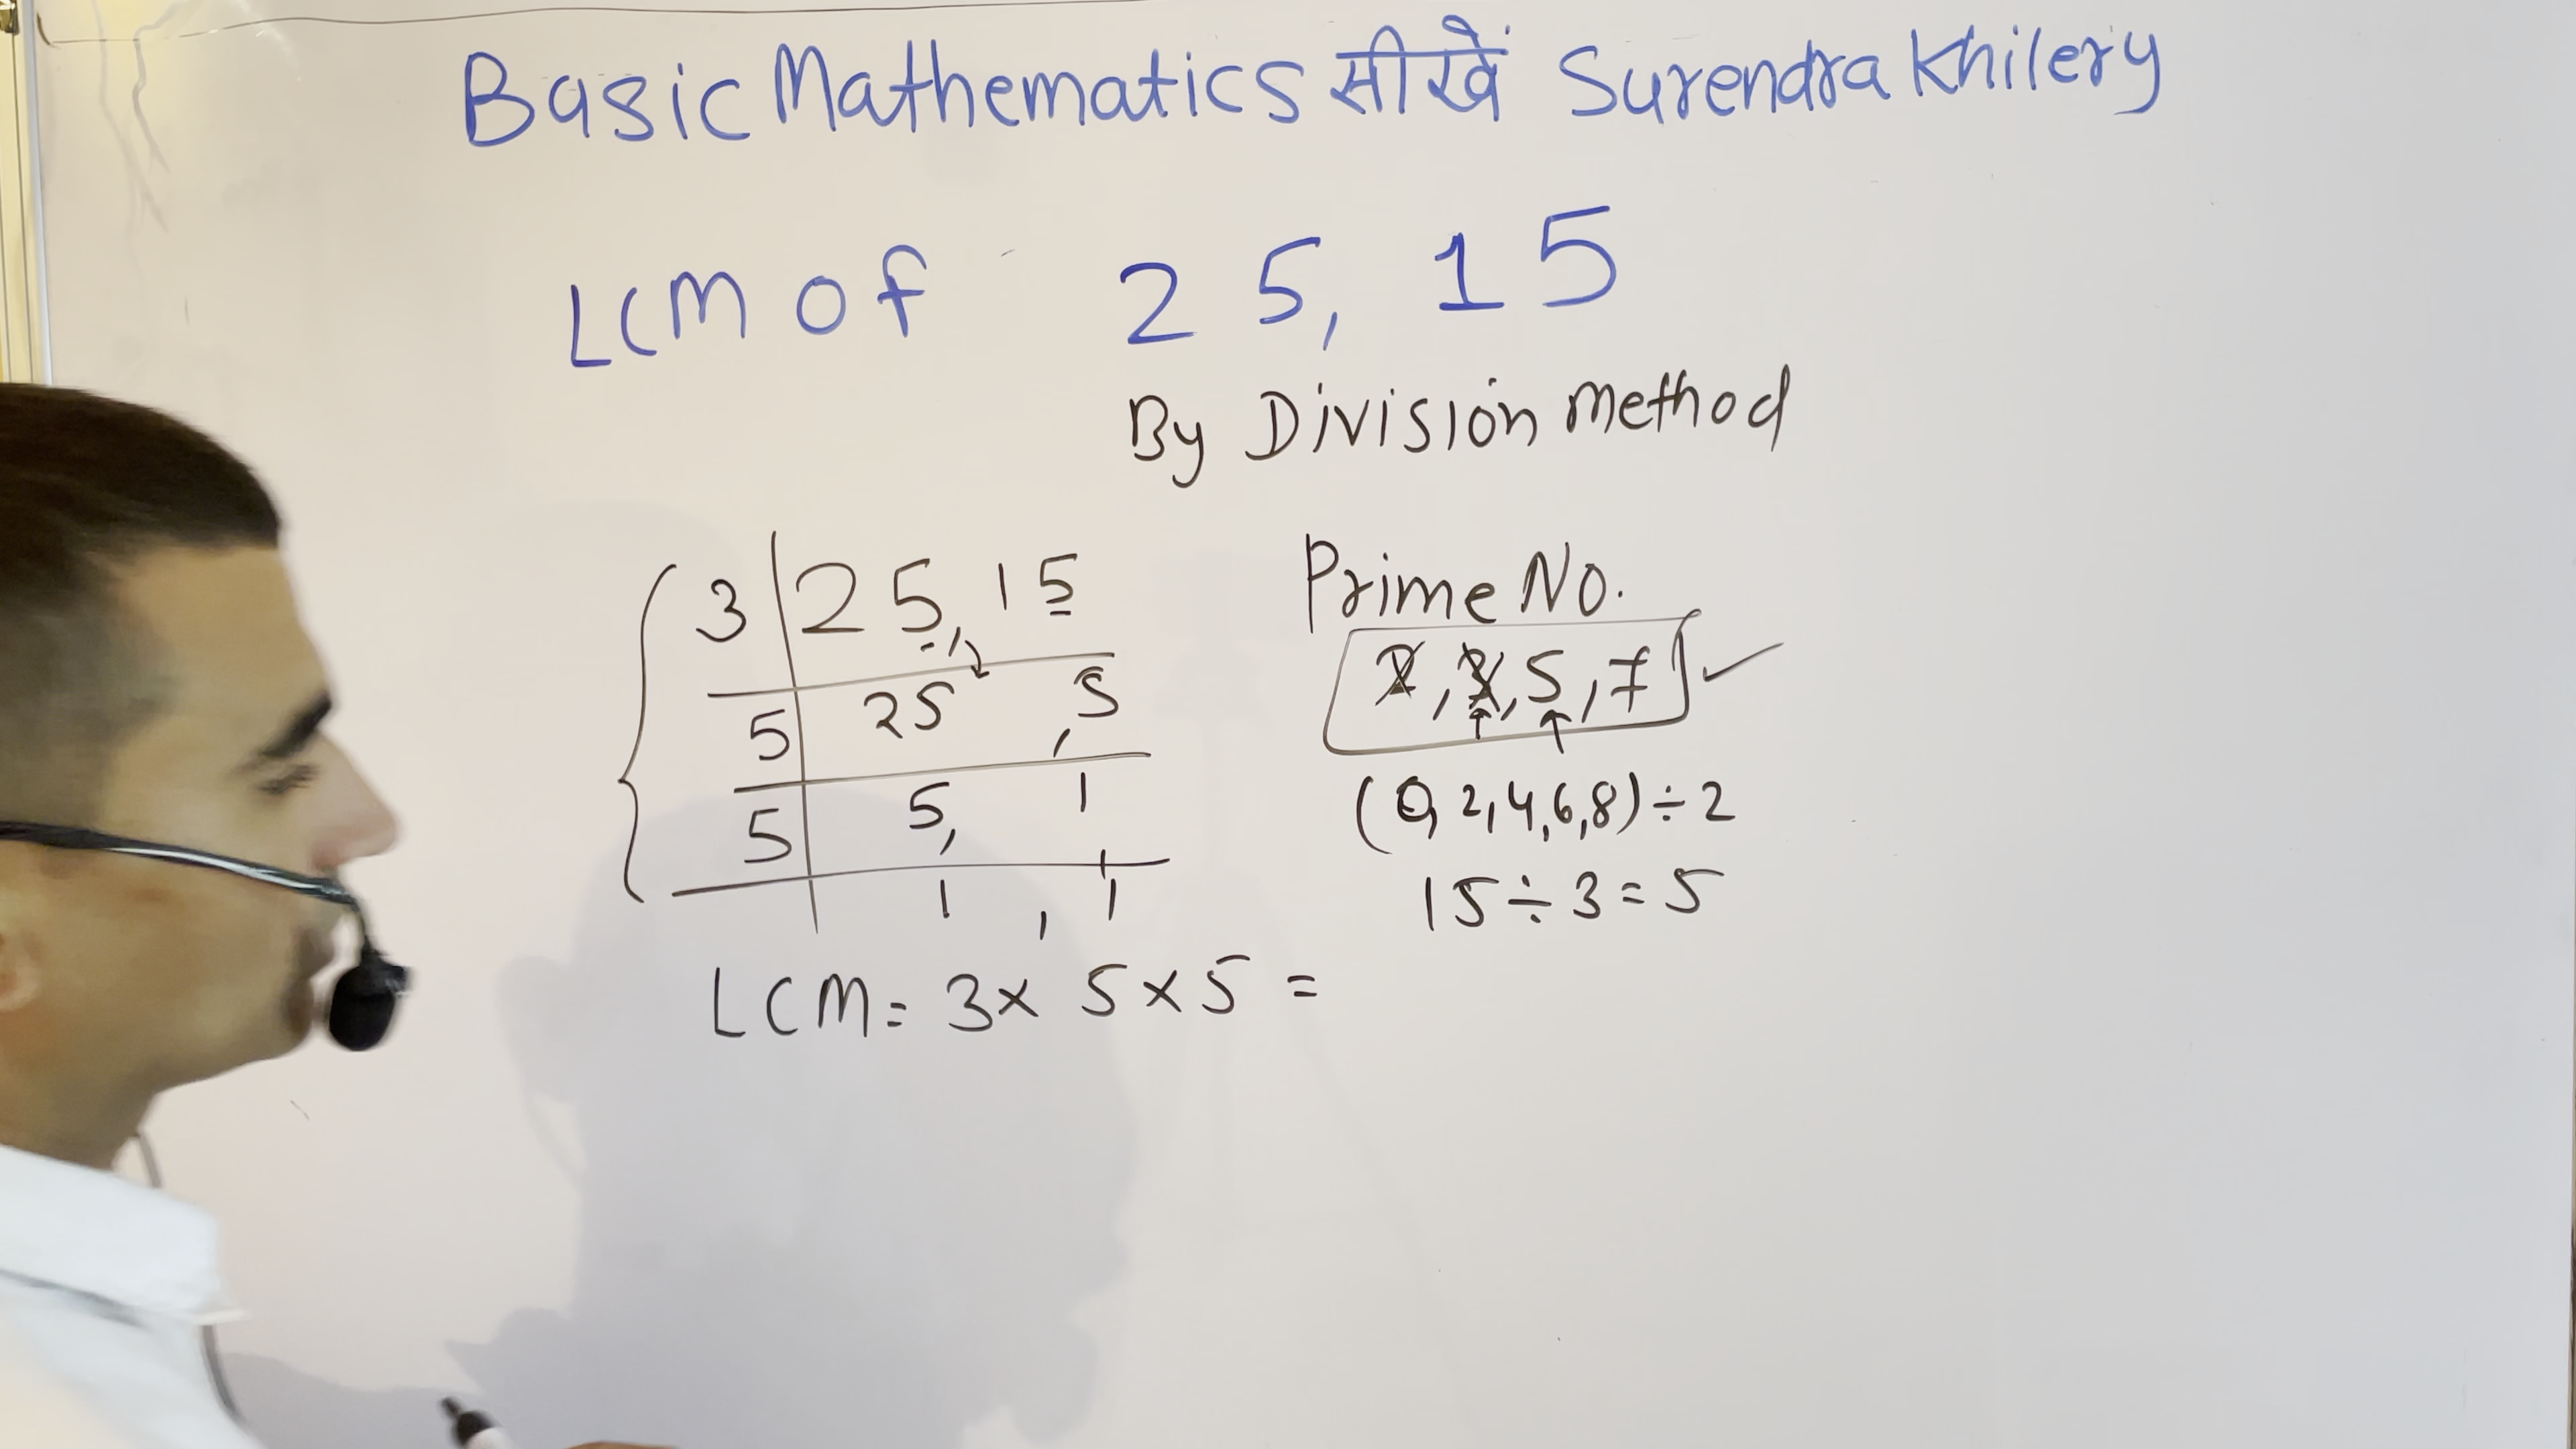 Basic Mathematics सीखें Surendra Khilery
LCM of 25, 15
By Division method
3 25, 15
5 25, 5
5 5, 1
1, 1
LCM = 3 × 5 × 5 =
Prime No.
2, 3, 5, 7 ✓
(0, 2, 4, 6, 8) ÷ 2
15 ÷ 3 = 5